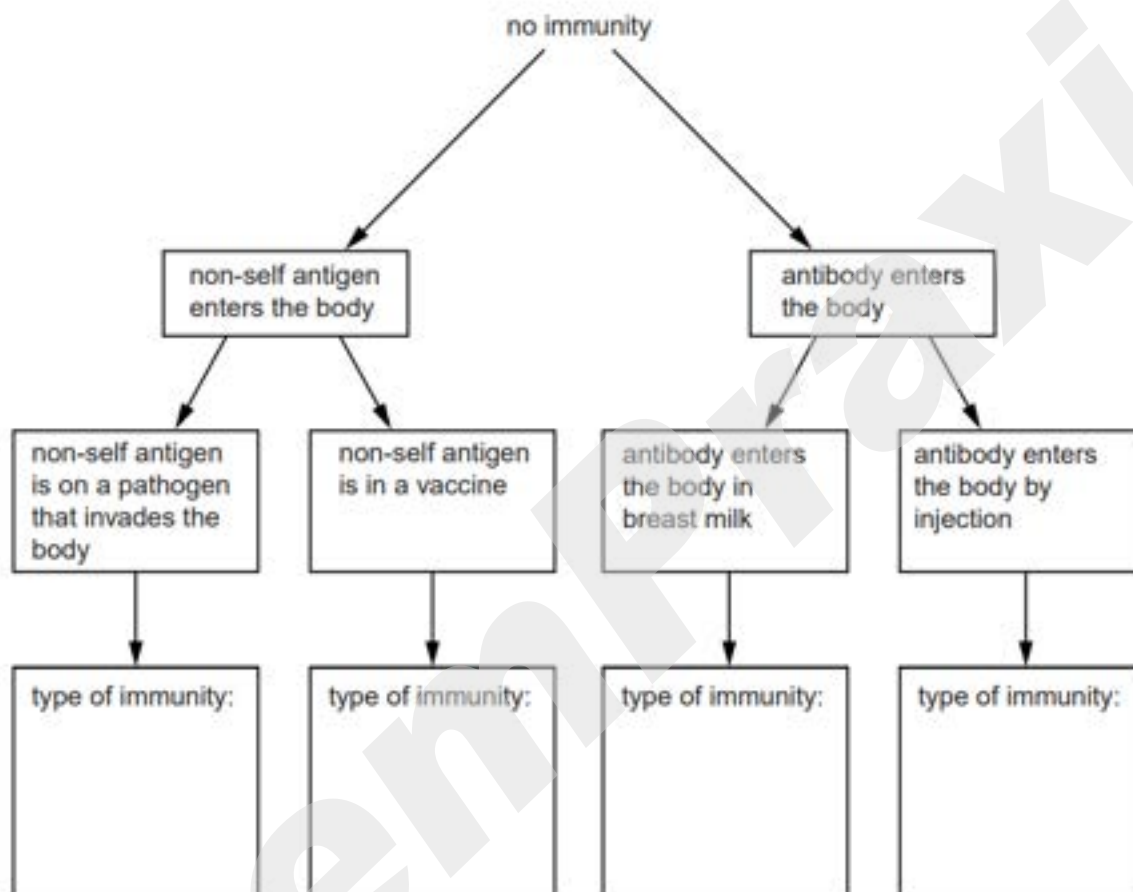 no immunity
non-self antigen
enters the body
antibody enters
the body
non-self antigen
is on a pathogen
that invades the
body
non-self antigen
is in a vaccine
antibody enters
the body in
breast milk
antibody enters
the body by
injection
type of immunity:
type of immunity:
type of immunity:
type of immunity:
emPraxi